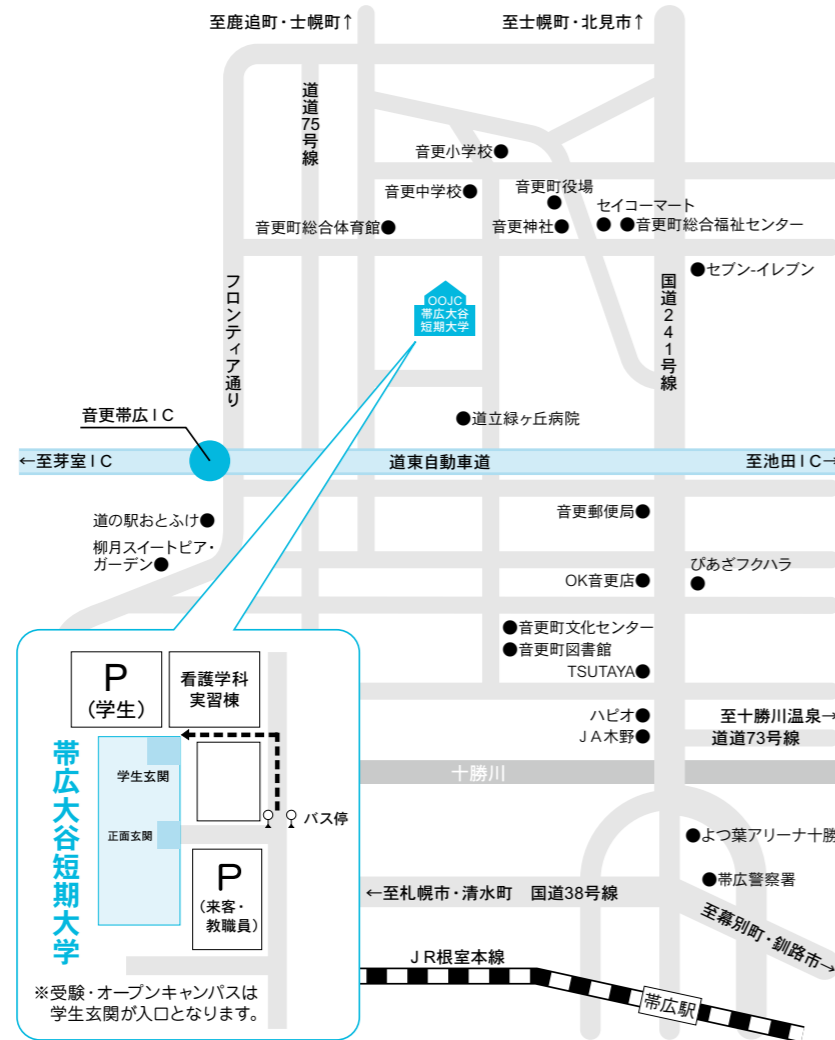 至鹿追町・士幌町↑
至士幌町・北見市↑
道道75号線
音更小学校●
音更中学校●
音更町役場
●
セイコーマート
●
音更町総合体育館●
音更神社●
●音更町総合福祉センター
●セブン-イレブン
フロンティア通り
国道241号線
OOJC
帯広大谷
短期大学
音更帯広IC
●道立緑ヶ丘病院
←至芽室IC
道東自動車道
至池田IC→
道の駅おとふけ●
音更郵便局●
柳月スイートピア・
ガーデン●
OK音更店●
ぴあざフクハラ
●
●音更町文化センター
●音更町図書館
TSUTAYA●
ハピオ●
至十勝川温泉→
JA木野●
道道73号線
十勝川
●よつ葉アリーナ十勝
●帯広警察署
←至札幌市・清水町 国道38号線
至幕別町・釧路市→
JR根室本線
帯広駅
P
(学生)
看護学科
実習棟
帯広大谷短期大学
学生玄関
正面玄関
バス停
P
(来客・
教職員)
※受験・オープンキャンパスは
学生玄関が入口となります。